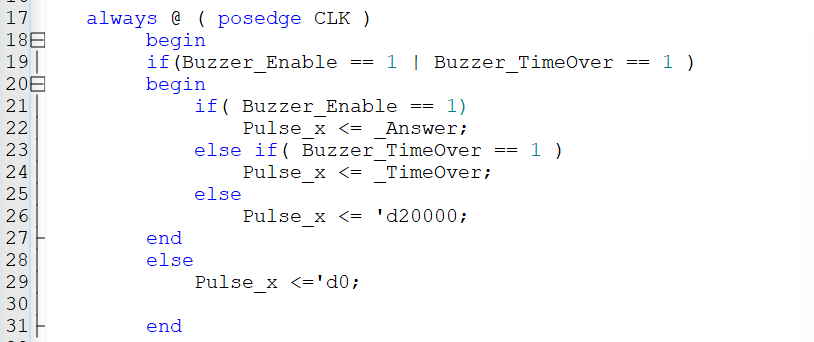 17 always @ ( posedge CLK )
18 begin
19 if(Buzzer_Enable == 1 | Buzzer_TimeOver == 1 )
20 begin
21 if( Buzzer_Enable == 1)
22 Pulse_x <= _Answer;
23 else if( Buzzer_TimeOver == 1 )
24 Pulse_x <= _TimeOver;
25 else
26 Pulse_x <= 'd20000;
27 end
28 else
29 Pulse_x <='d0;
30
31 end